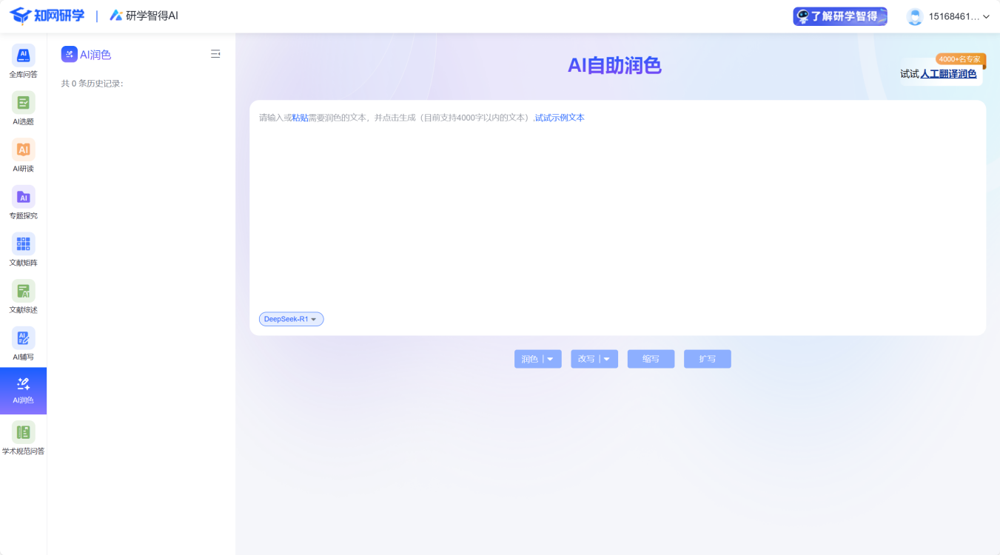 知网研学
研学智得AI
了解研学智得
15168461...
AI
全库问答
AI选题
AI
AI研读
AI
专题探究
文献矩阵
AI
文献综述
AI
AI辅写
AI润色
学术规范问答
AI润色
共 0 条历史记录：
AI自助润色
4000+名专家
试试人工翻译润色
请输入或粘贴需要润色的文本，并点击生成（目前支持4000字以内的文本）,试试示例文本
DeepSeek-R1
润色
改写
缩写
扩写